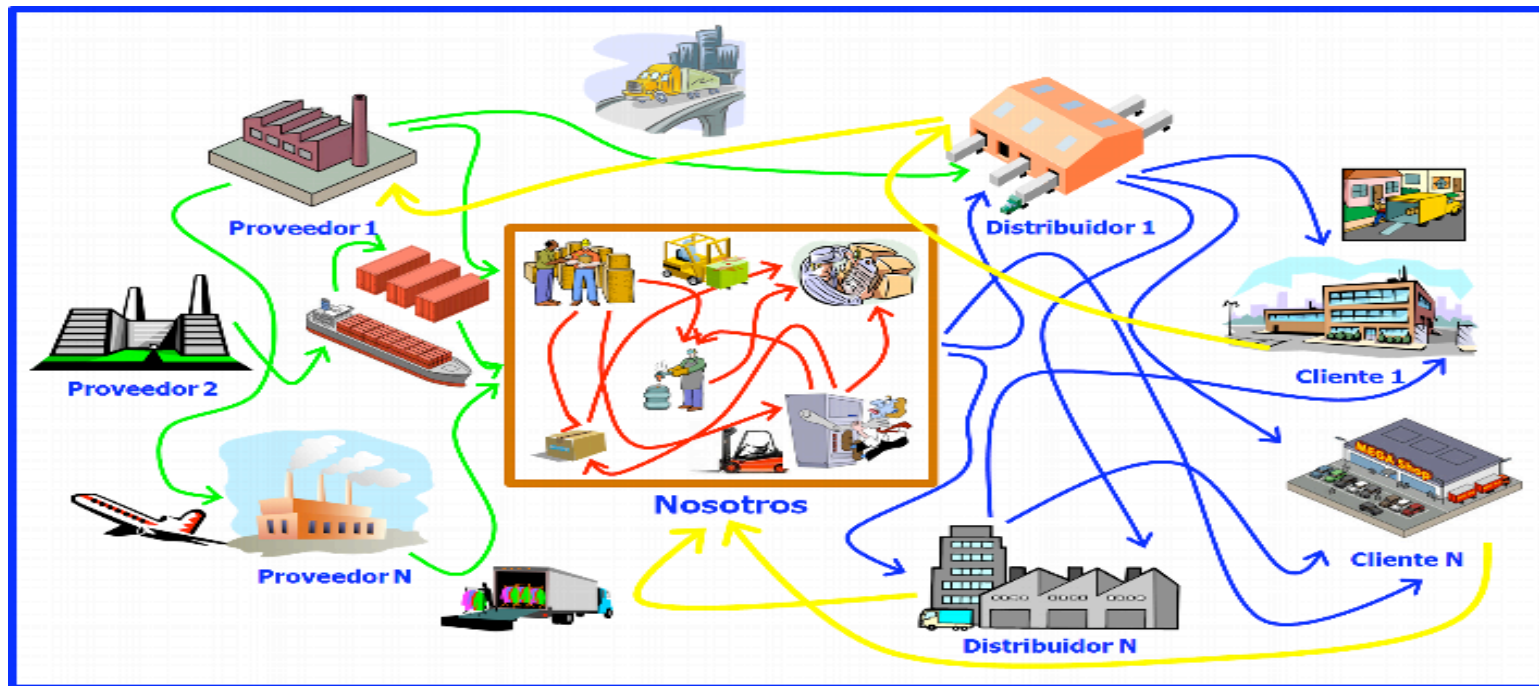 Proveedor 1
Distribuidor 1
Proveedor 2
Cliente 1
MEGA Shop
Nosotros
Cliente N
Proveedor N
Distribuidor N